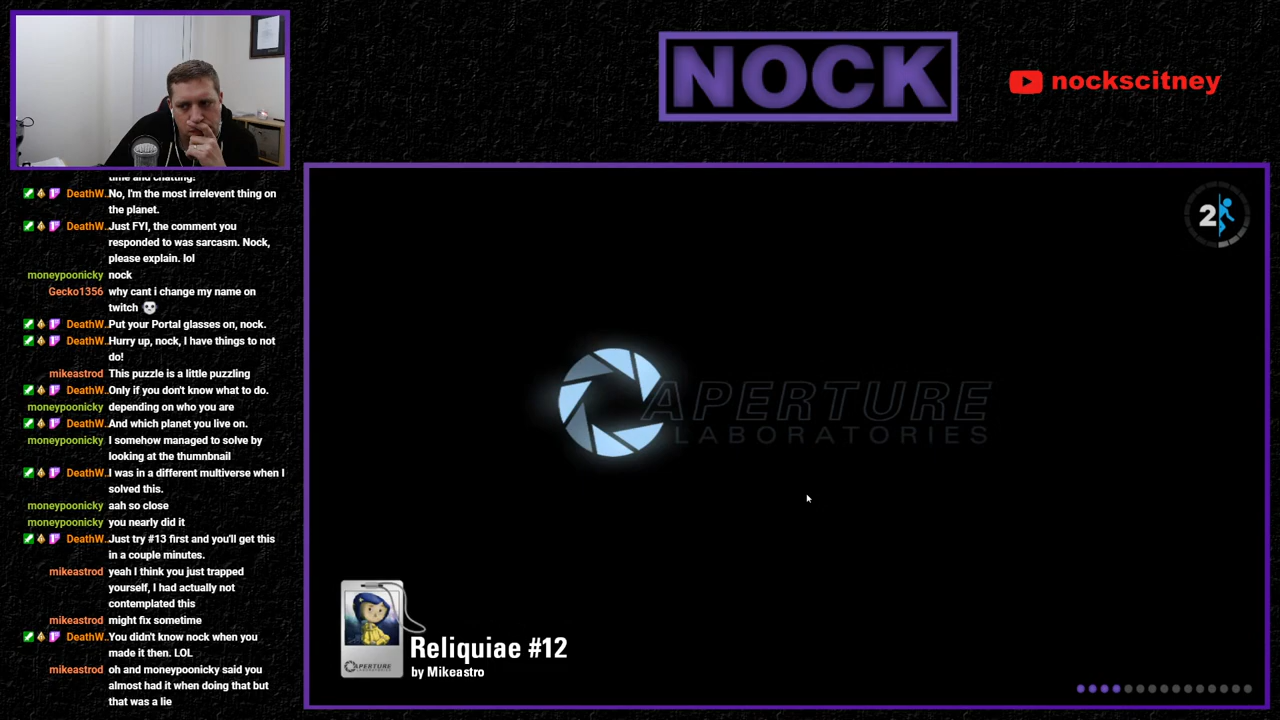 NOCK
nockscitney
time and chatting!
DeathW..No, I'm the most irrelevent thing on
the planet.
DeathW..Just FYI, the comment you
responded to was sarcasm. Nock,
please explain. lol
moneypoonicky nock
Gecko1356 why cant i change my name on
twitch
DeathW..Put your Portal glasses on, nock.
DeathW..Hurry up, nock, I have things to not
do!
mikeastrod This puzzle is a little puzzling
DeathW..Only if you don't know what to do.
moneypoonicky depending on who you are
DeathW..And which planet you live on.
moneypoonicky I somehow managed to solve by
looking at the thumnbnail
DeathW..I was in a different multiverse when I
solved this.
moneypoonicky aah so close
moneypoonicky you nearly did it
DeathW..Just try #13 first and you'll get this
in a couple minutes.
mikeastrod yeah I think you just trapped
yourself, I had actually not
contemplated this
mikeastrod might fix sometime
DeathW..You didn't know nock when you
made it then. LOL
mikeastrod oh and moneypoonicky said you
almost had it when doing that but
that was a lie
2
APERTURE
LABORATORIES
APERTURE
LABORATORIES
Reliquiae #12
by Mikeastro